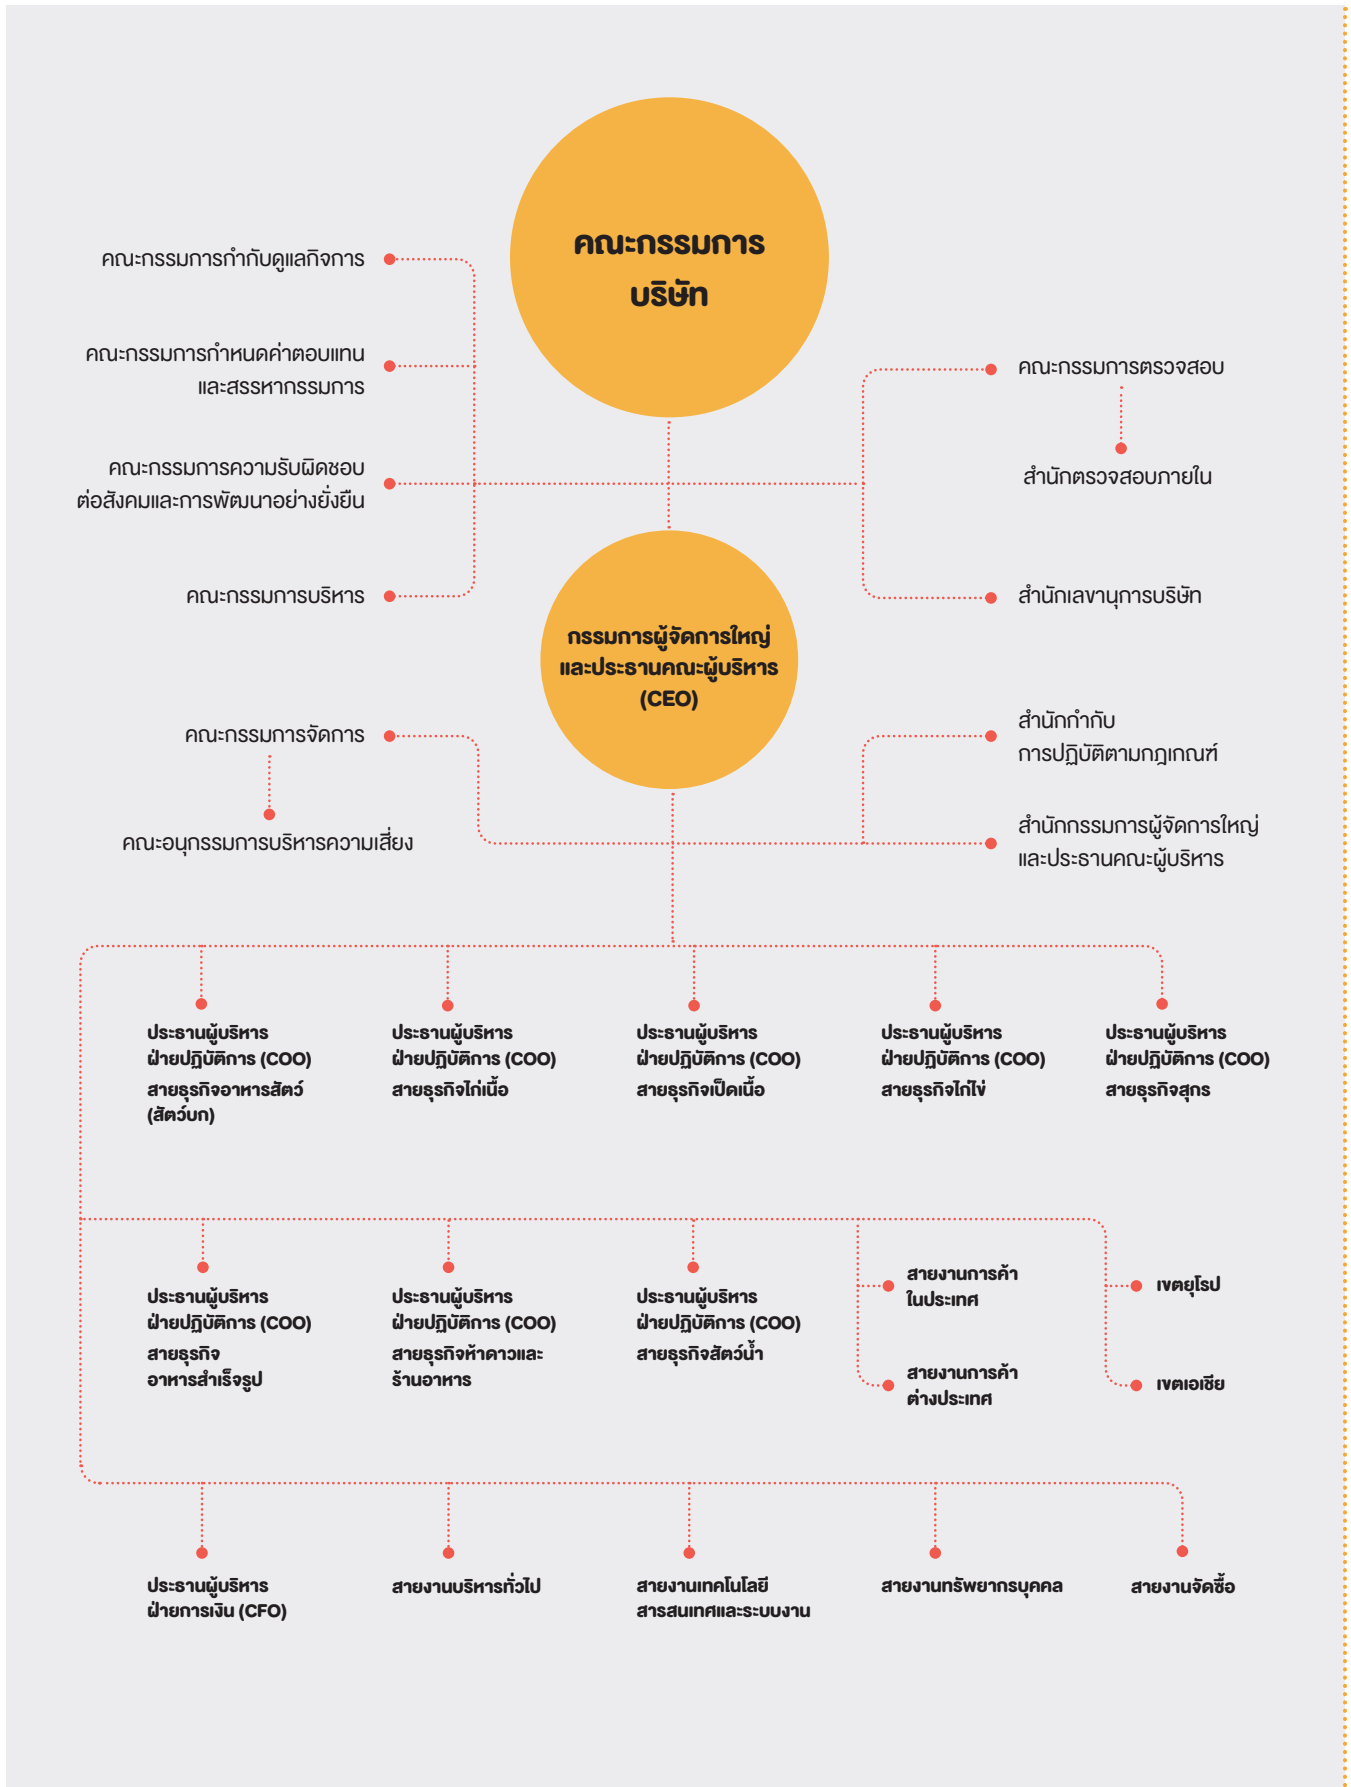 คณะกรรมการ
บริษัท
คณะกรรมการกำกับดูแลกิจการ
คณะกรรมการกำหนดค่าตอบแทน
และสรรหากรรมการ
คณะกรรมการความรับผิดชอบ
ต่อสังคมและการพัฒนาอย่างยั่งยืน
คณะกรรมการบริหาร
คณะกรรมการตรวจสอบ
สำนักตรวจสอบภายใน
สำนักเลขานุการบริษัท
กรรมการผู้จัดการใหญ่
และประธานคณะผู้บริหาร
(CEO)
คณะกรรมการจัดการ
คณะอนุกรรมการบริหารความเสี่ยง
สำนักกำกับ
การปฏิบัติตามกฎเกณฑ์
สำนักกรรมการผู้จัดการใหญ่
และประธานคณะผู้บริหาร
ประธานผู้บริหาร
ฝ่ายปฏิบัติการ (COO)
สายธุรกิจอาหารสัตว์
(สัตว์บก)
ประธานผู้บริหาร
ฝ่ายปฏิบัติการ (COO)
สายธุรกิจไก่เนื้อ
ประธานผู้บริหาร
ฝ่ายปฏิบัติการ (COO)
สายธุรกิจเป็ดเนื้อ
ประธานผู้บริหาร
ฝ่ายปฏิบัติการ (COO)
สายธุรกิจไก่ไข่
ประธานผู้บริหาร
ฝ่ายปฏิบัติการ (COO)
สายธุรกิจสุกร
ประธานผู้บริหาร
ฝ่ายปฏิบัติการ (COO)
สายธุรกิจ
อาหารสำเร็จรูป
ประธานผู้บริหาร
ฝ่ายปฏิบัติการ (COO)
สายธุรกิจห้าดาวและ
ร้านอาหาร
ประธานผู้บริหาร
ฝ่ายปฏิบัติการ (COO)
สายธุรกิจสัตว์น้ำ
สายงานการค้า
ในประเทศ
สายงานการค้า
ต่างประเทศ
เขตยุโรป
เขตเอเชีย
ประธานผู้บริหาร
ฝ่ายการเงิน (CFO)
สายงานบริหารทั่วไป
สายงานเทคโนโลยี
สารสนเทศและระบบงาน
สายงานทรัพยากรบุคคล
สายงานจัดซื้อ